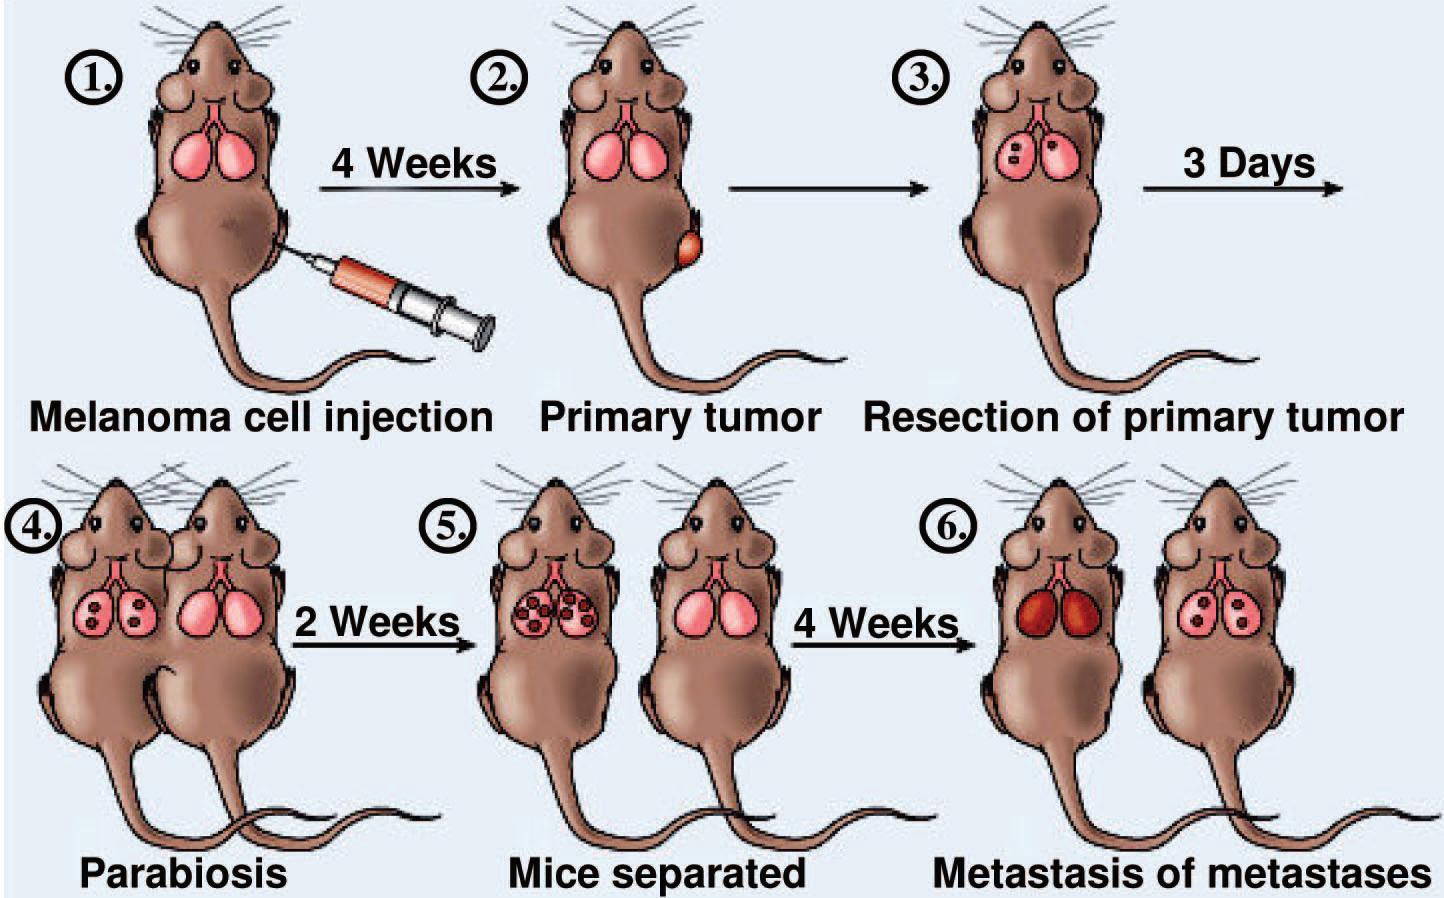 1.
2.
3.
4 Weeks
3 Days
Melanoma cell injection
Primary tumor
Resection of primary tumor
4.
5.
6.
2 Weeks
4 Weeks
Parabiosis
Mice separated
Metastasis of metastases